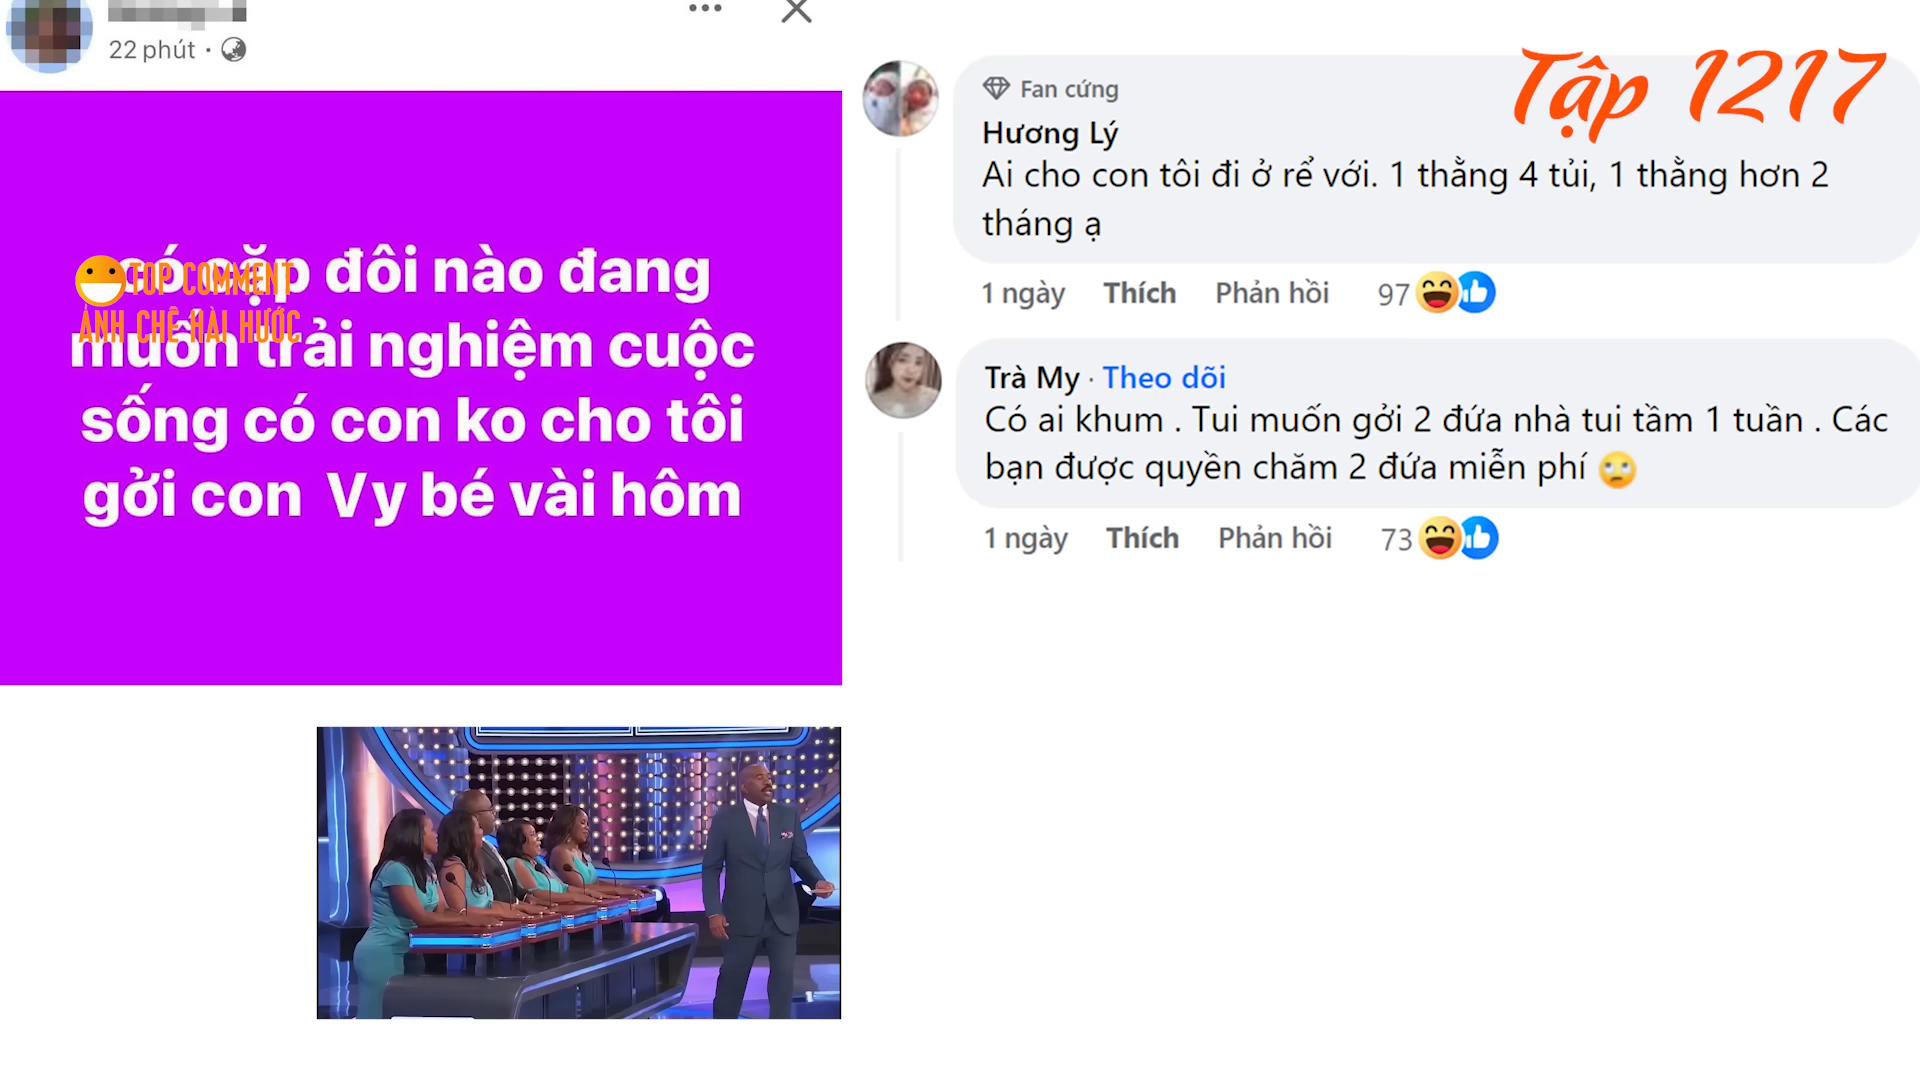 22 phút ·
có cặp đôi nào đang
muốn trải nghiệm cuộc
sống có con ko cho tôi
gởi con Vy bé vài hôm
TOP COMMENT
ẢNH CHẾ HÀI HƯỚC
Tập 1217
Fan cứng
Hương Lý
Ai cho con tôi đi ở rể với. 1 thằng 4 tủi, 1 thằng hơn 2
tháng ạ
1 ngày Thích Phản hồi 97
Trà My · Theo dõi
Có ai khum . Tui muốn gởi 2 đứa nhà tui tầm 1 tuần . Các
bạn được quyền chăm 2 đứa miễn phí 🙄
1 ngày Thích Phản hồi 73